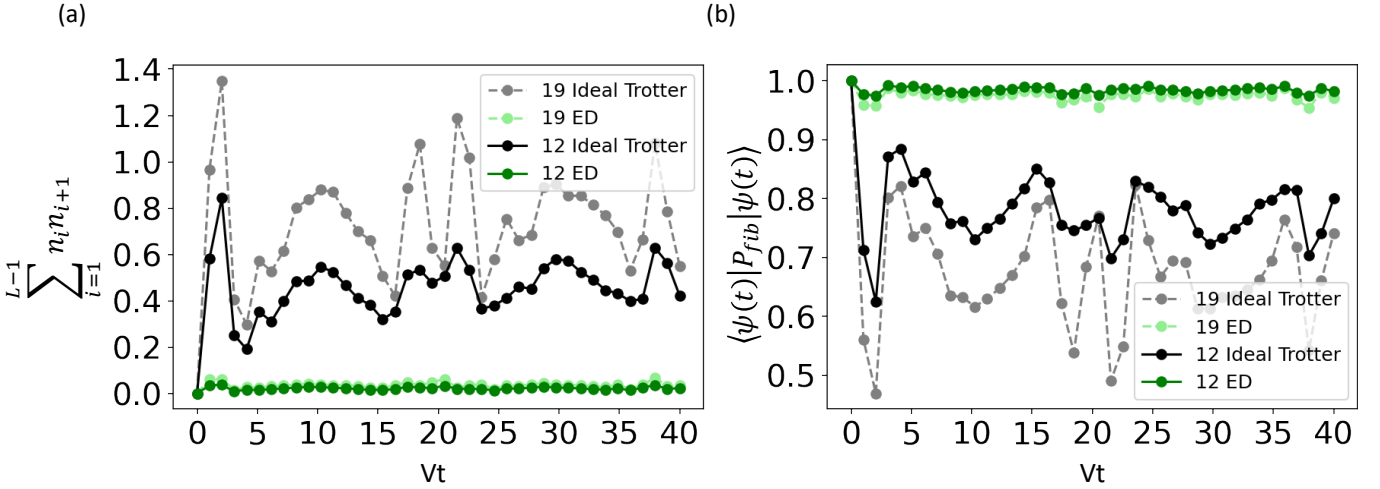 (a)
(b)
1.4
1.2
1.0
0.8
0.6
0.4
0.2
0.0
\sum_{i=1}^{L-1} n_i n_{i+1}
19 Ideal Trotter
19 ED
12 Ideal Trotter
12 ED
0 5 10 15 20 25 30 35 40
Vt
1.0
0.9
0.8
0.7
0.6
0.5
⟨ψ(t)|P_{fib}|ψ(t)⟩
19 Ideal Trotter
19 ED
12 Ideal Trotter
12 ED
0 5 10 15 20 25 30 35 40
Vt